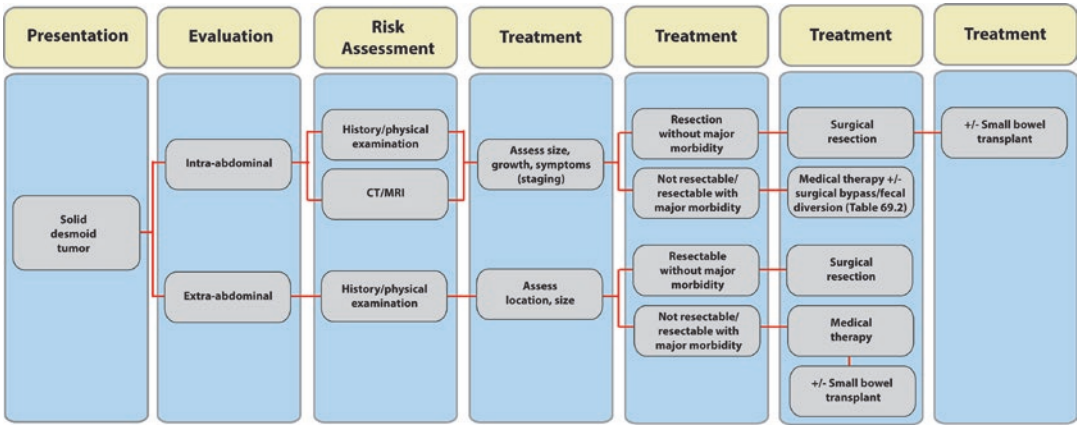 Presentation
Evaluation
Risk
Assessment
Treatment
Treatment
Treatment
Treatment
Solid
desmoid
tumor
Intra-abdominal
Extra-abdominal
History/physical
examination
CT/MRI
History/physical
examination
Assess size,
growth, symptoms
(staging)
Assess
location, size
Resection
without major
morbidity
Not resectable/
resectable with
major morbidity
Resectable
without major
morbidity
Not resectable/
resectable with
major morbidity
Surgical
resection
Medical therapy +/-
surgical bypass/fecal
diversion (Table 69.2)
Surgical
resection
Medical
therapy
+/- Small bowel
transplant
+/- Small bowel
transplant